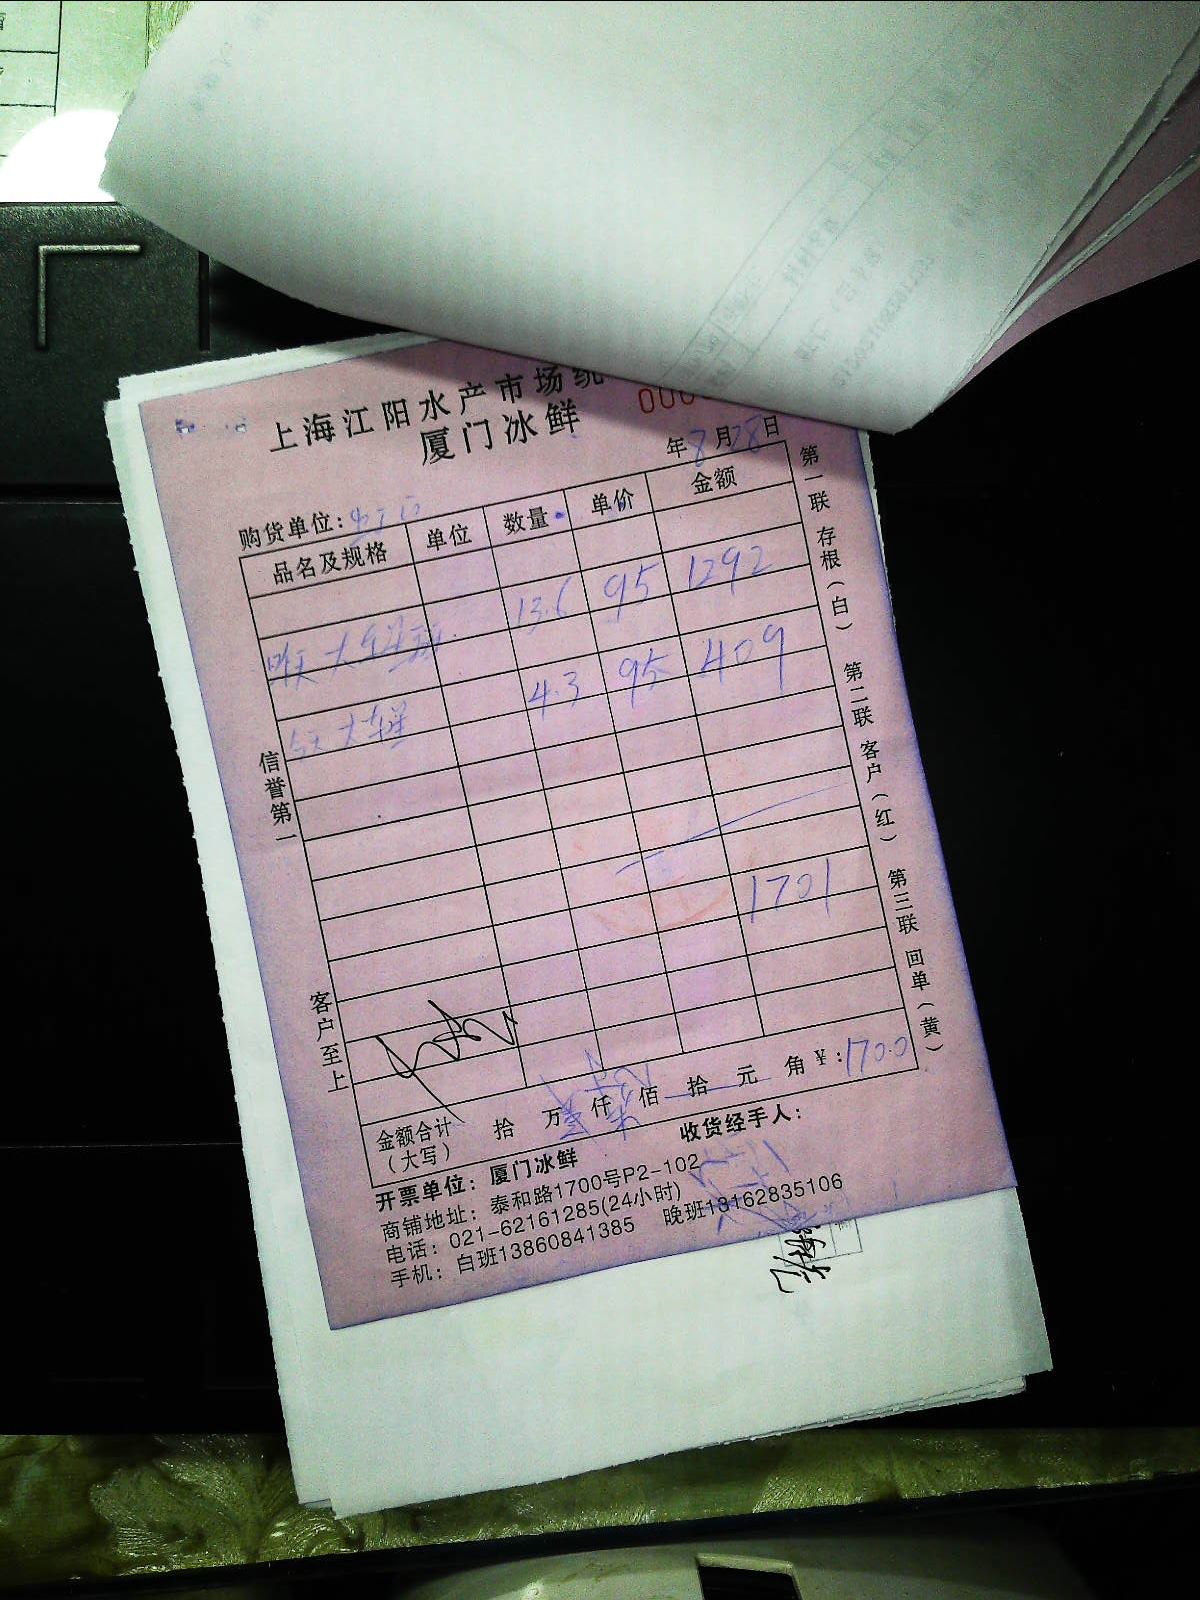 上海江阳水产市场统
厦门冰鲜
000
年8月28日
购货单位:
品名及规格 单位 数量 单价 金额
昨天大 13.6 95 1292
今天大 4.3 95 409
1701
金额合计(大写) 拾 万 仟 佰 拾 元 角 ¥:1700
收货经手人:
开票单位:厦门冰鲜
商铺地址:泰和路1700号P2-102
电话:021-62161285(24小时)
手机:白班13860841385 晚班13162835106
信誉第一
客户至上
第一联 存根(白) 第二联 客户(红) 第三联 回单(黄)